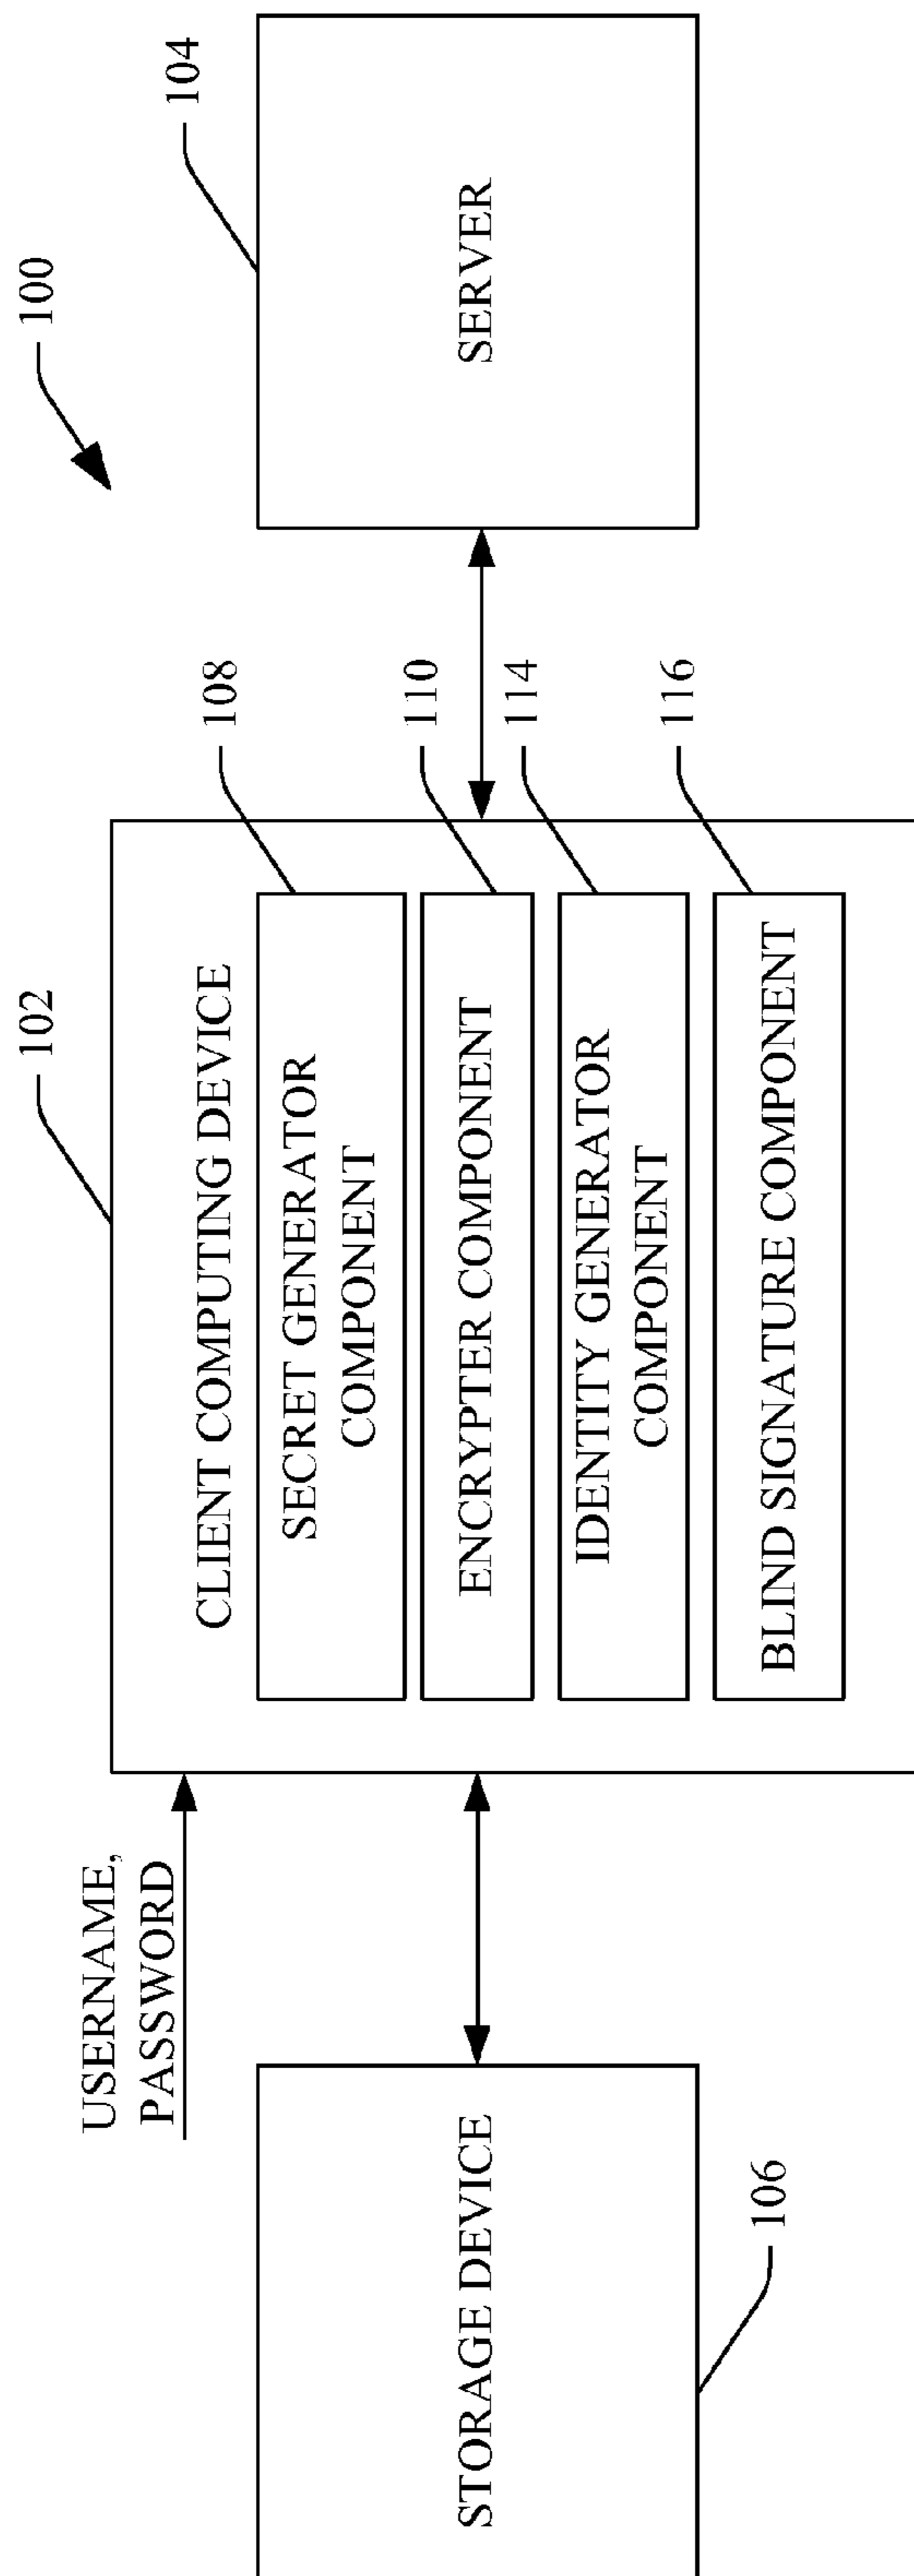 100
102
104
USERNAME,
PASSWORD
CLIENT COMPUTING DEVICE
108
SECRET GENERATOR
COMPONENT
110
ENCRYPTER COMPONENT
114
IDENTITY GENERATOR
COMPONENT
116
BLIND SIGNATURE COMPONENT
STORAGE DEVICE
106
SERVER